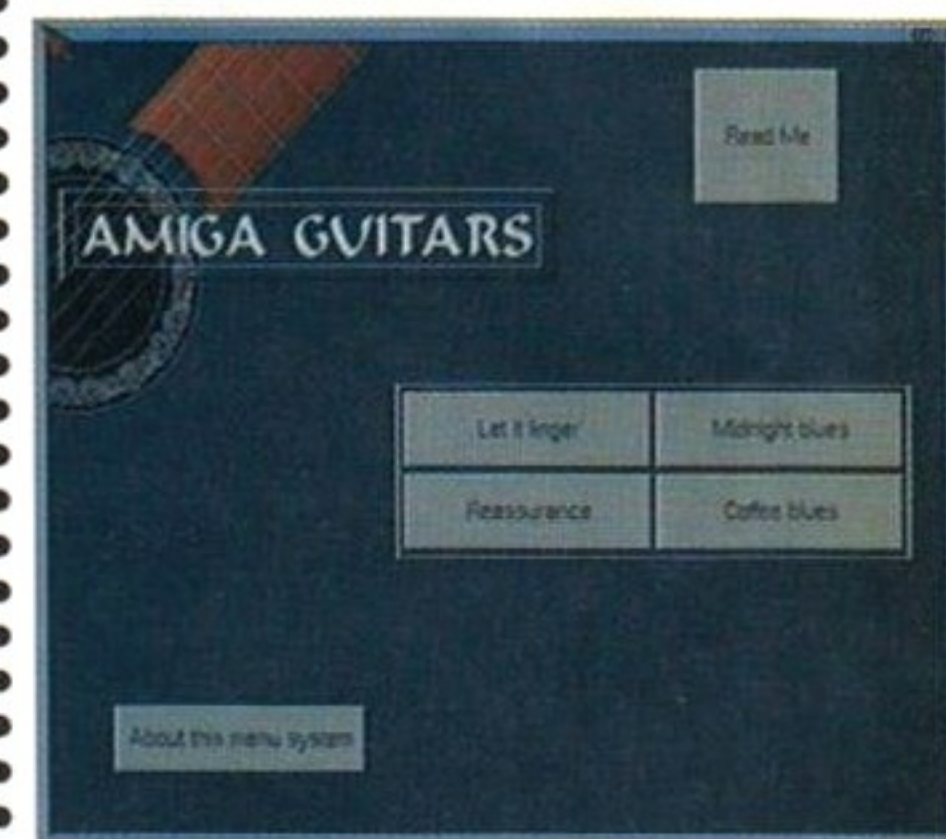 Read Me
AMIGA GUITARS
Let it linger
Midnight blues
Reassurance
Coffee blues
About this menu system